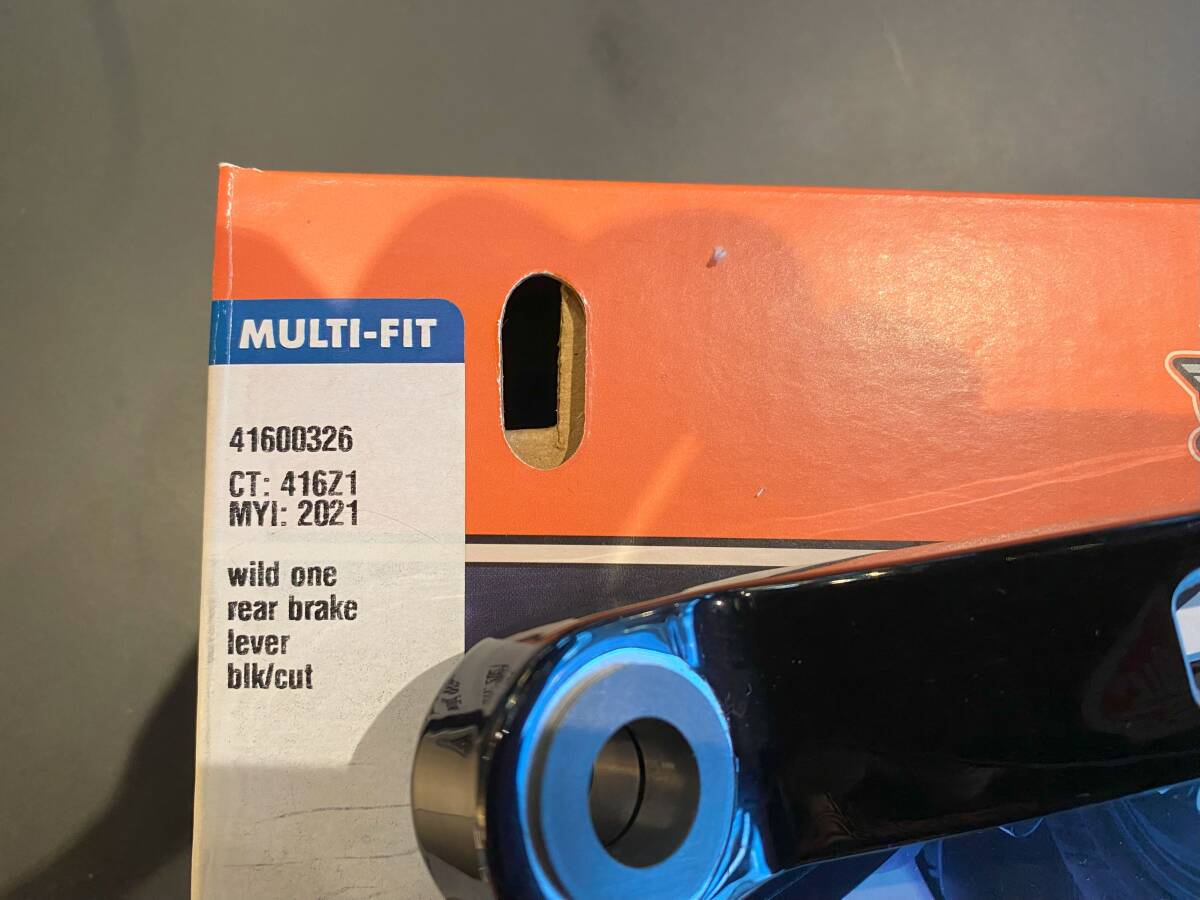 MULTI-FIT
41600326
CT: 416Z1
MYI: 2021
wild one
rear brake
lever
blk/cut